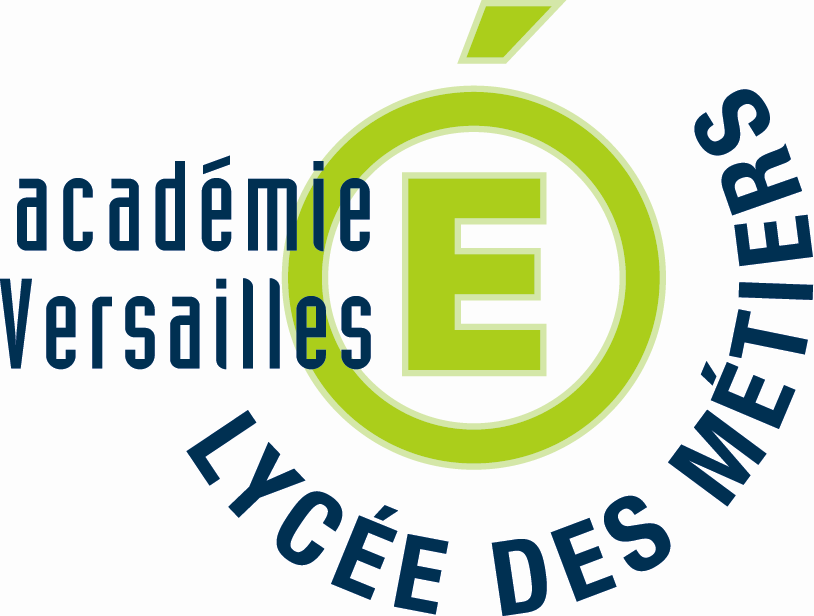 académie
Versailles
É
LYCÉE DES MÉTIERS